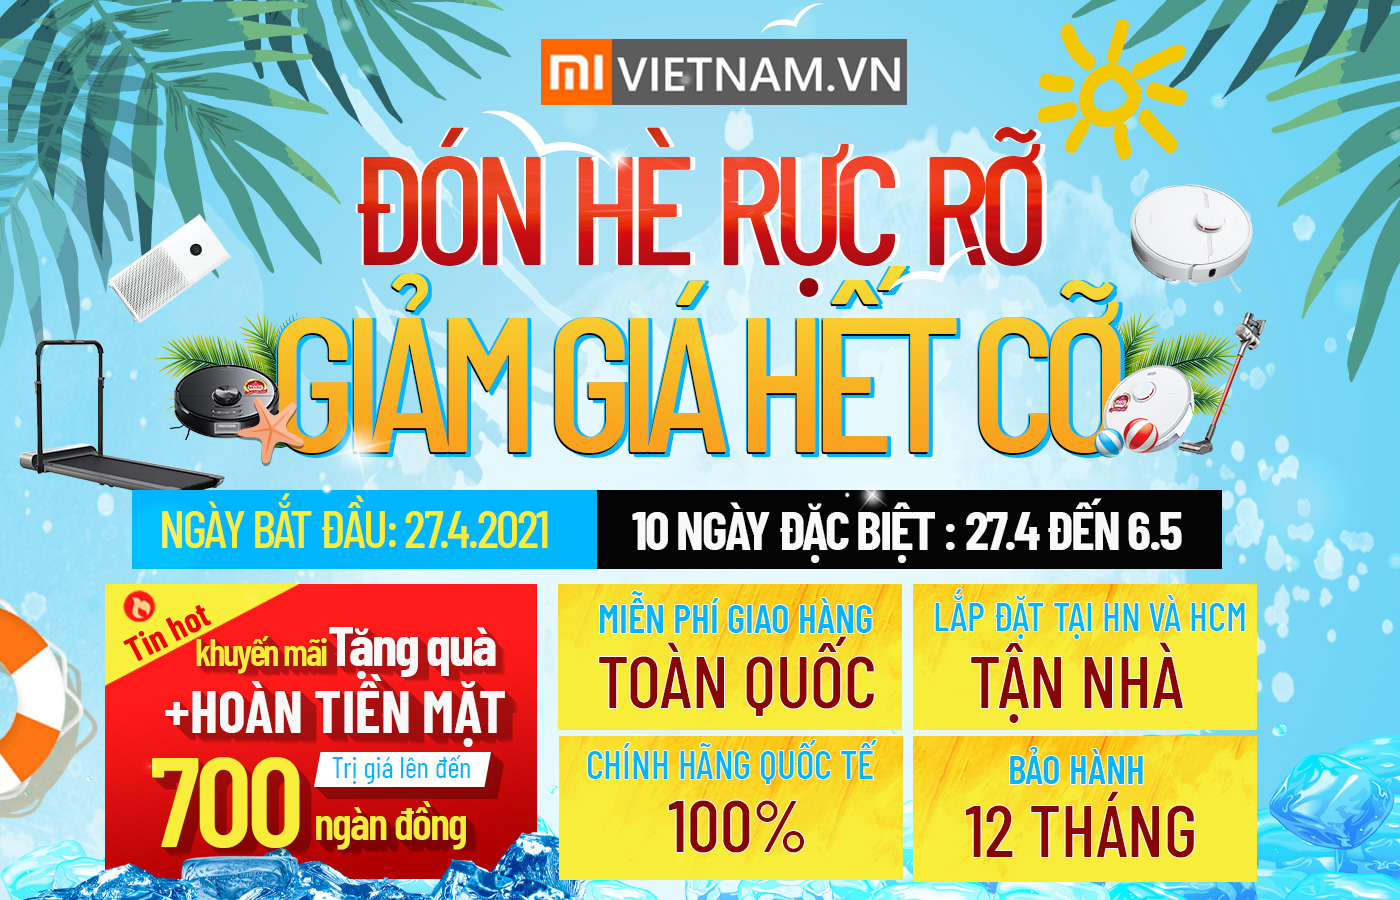 mi VIETNAM.VN
ĐÓN HÈ RỰC RỠ
GIẢM GIÁ HẾT CỠ
NGÀY BẮT ĐẦU: 27.4.2021
10 NGÀY ĐẶC BIỆT : 27.4 ĐẾN 6.5
Tin hot
khuyến mãi Tặng quà
+HOÀN TIỀN MẶT
Trị giá lên đến
700 ngàn đồng
MIỄN PHÍ GIAO HÀNG
TOÀN QUỐC
LẮP ĐẶT TẠI HN VÀ HCM
TẬN NHÀ
CHÍNH HÃNG QUỐC TẾ
100%
BẢO HÀNH
12 THÁNG